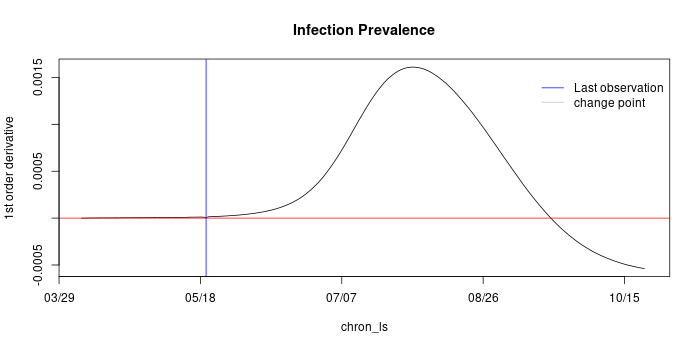 Infection Prevalence
1st order derivative
0.0015
0.0005
-0.0005
Last observation
change point
03/29
05/18
07/07
08/26
10/15
chron_ls